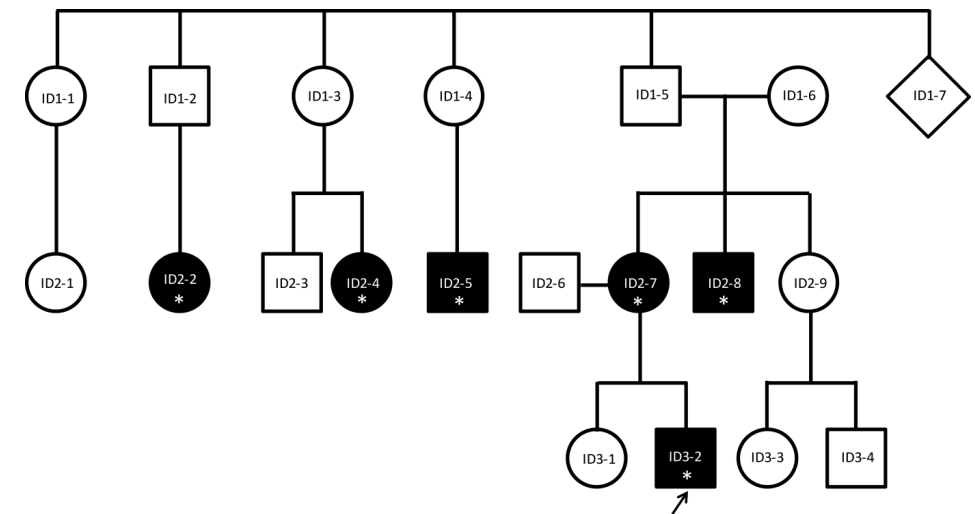 ID1-1
ID1-2
ID1-3
ID1-4
ID1-5
ID1-6
ID1-7
ID2-1
ID2-2
*
ID2-3
ID2-4
*
ID2-5
*
ID2-6
ID2-7
*
ID2-8
*
ID2-9
ID3-1
ID3-2
*
ID3-3
ID3-4